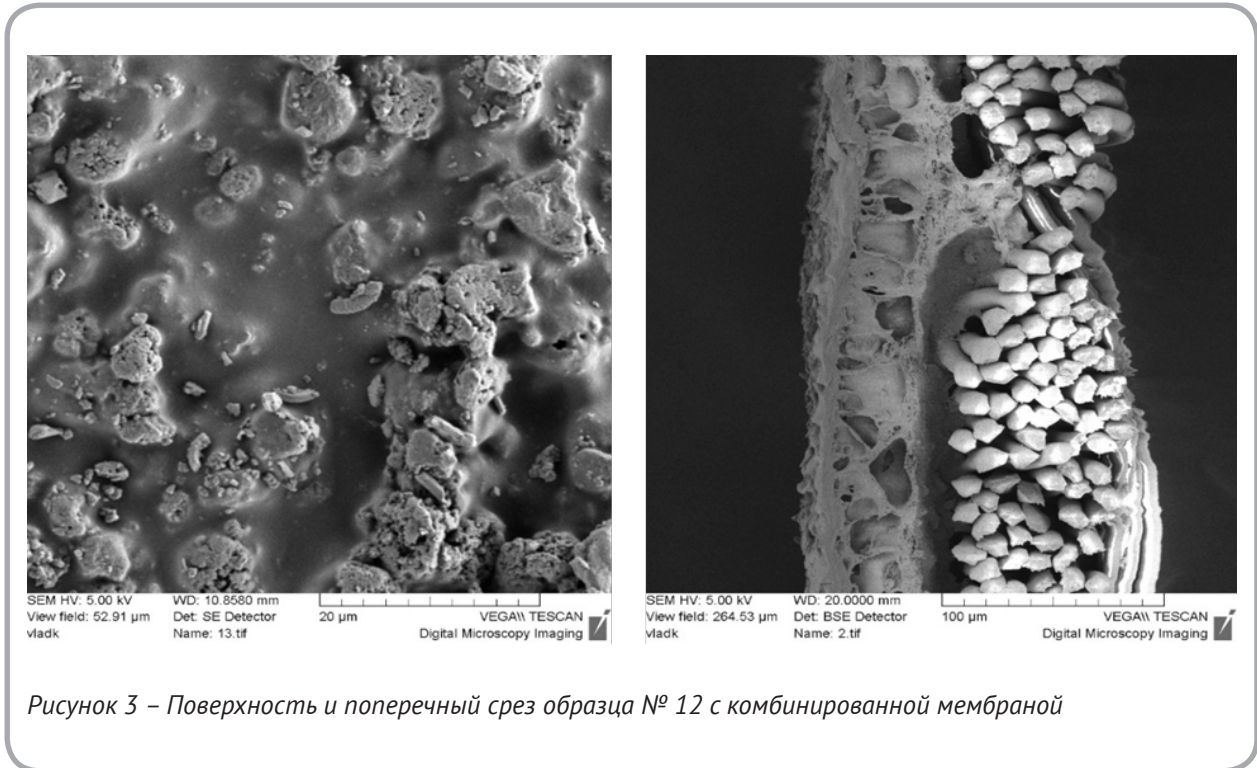 SEM HV: 5.00 kV WD: 10.8580 mm
View field: 52.91 µm Det: SE Detector 20 µm VEGA\\ TESCAN
vladk Name: 13.tif Digital Microscopy Imaging
SEM HV: 5.00 kV WD: 20.0000 mm
View field: 264.53 µm Det: BSE Detector 100 µm VEGA\\ TESCAN
vladk Name: 2.tif Digital Microscopy Imaging
Рисунок 3 – Поверхность и поперечный срез образца № 12 с комбинированной мембраной